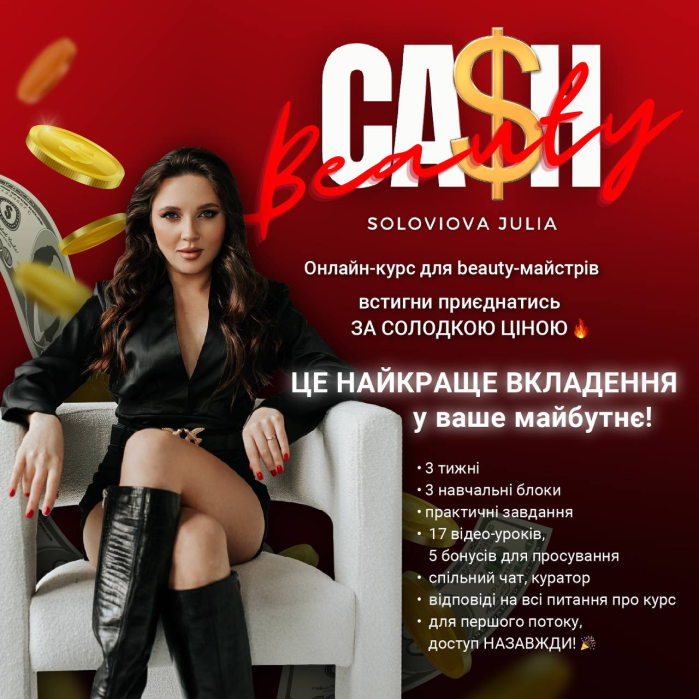 CA$H
Beauty
SOLOVIOVA JULIA
Онлайн-курс для beauty-майстрів
встигни приєднатись
ЗА СОЛОДКОЮ ЦІНОЮ 🔥
ЦЕ НАЙКРАЩЕ ВКЛАДЕННЯ
у ваше майбутнє!
• 3 тижні
• 3 навчальні блоки
• практичні завдання
• 17 відео-уроків,
5 бонусів для просування
• спільний чат, куратор
• відповіді на всі питання про курс
• для першого потоку,
доступ НАЗАВЖДИ! 🎉